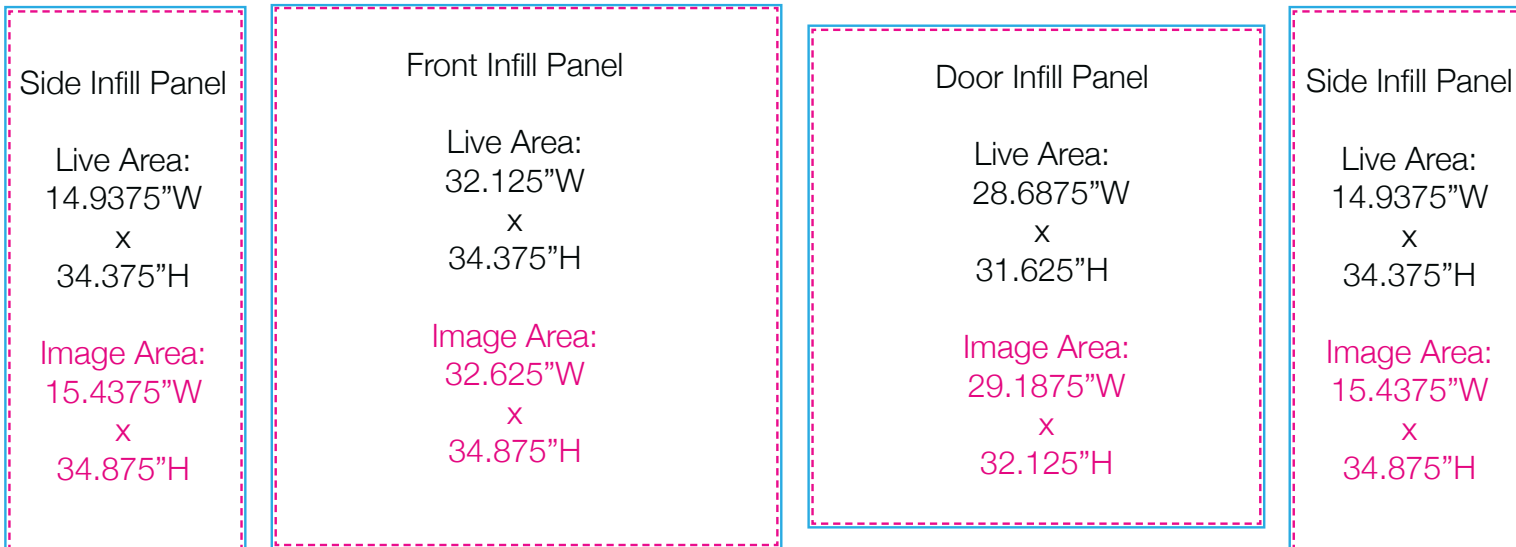 Side Infill Panel
Live Area:
14.9375”W
x
34.375”H
Image Area:
15.4375”W
x
34.875”H
Front Infill Panel
Live Area:
32.125”W
x
34.375”H
Image Area:
32.625”W
x
34.875”H
Door Infill Panel
Live Area:
28.6875”W
x
31.625”H
Image Area:
29.1875”W
x
32.125”H
Side Infill Panel
Live Area:
14.9375”W
x
34.375”H
Image Area:
15.4375”W
x
34.875”H